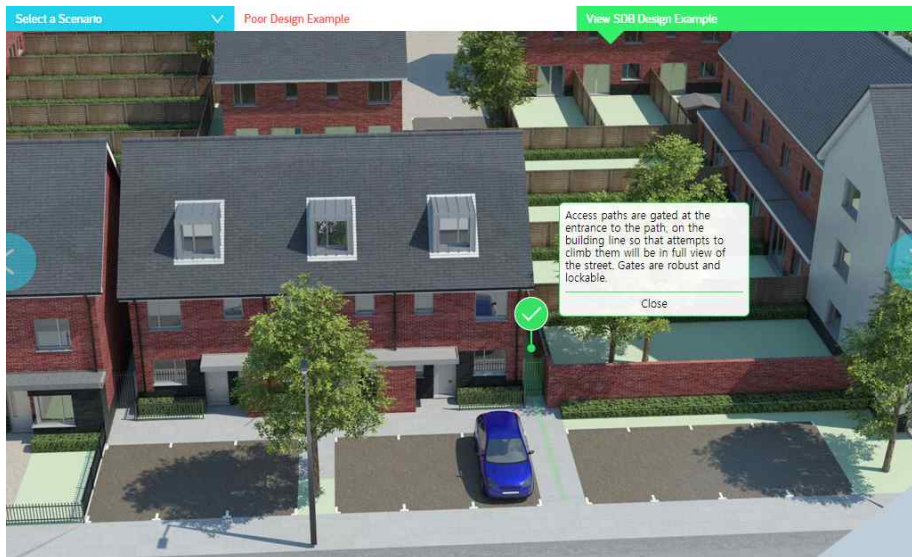 Select a Scenario
Poor Design Example
View SDB Design Example
Access paths are gated at the
entrance to the path, on the
building line so that attempts to
climb them will be in full view of
the street. Gates are robust and
lockable.
Close